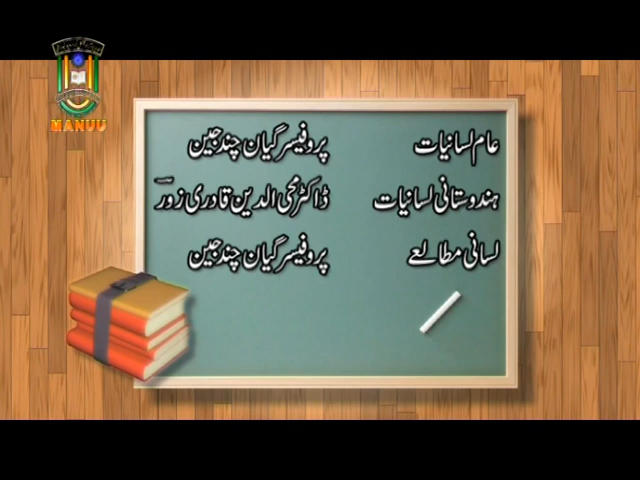 MANUU
عام لسانیات پروفیسر گیان چند جین
ہندوستانی لسانیات ڈاکٹر محی الدین قادری زورؔ
لسانی مطالعے پروفیسر گیان چند جین